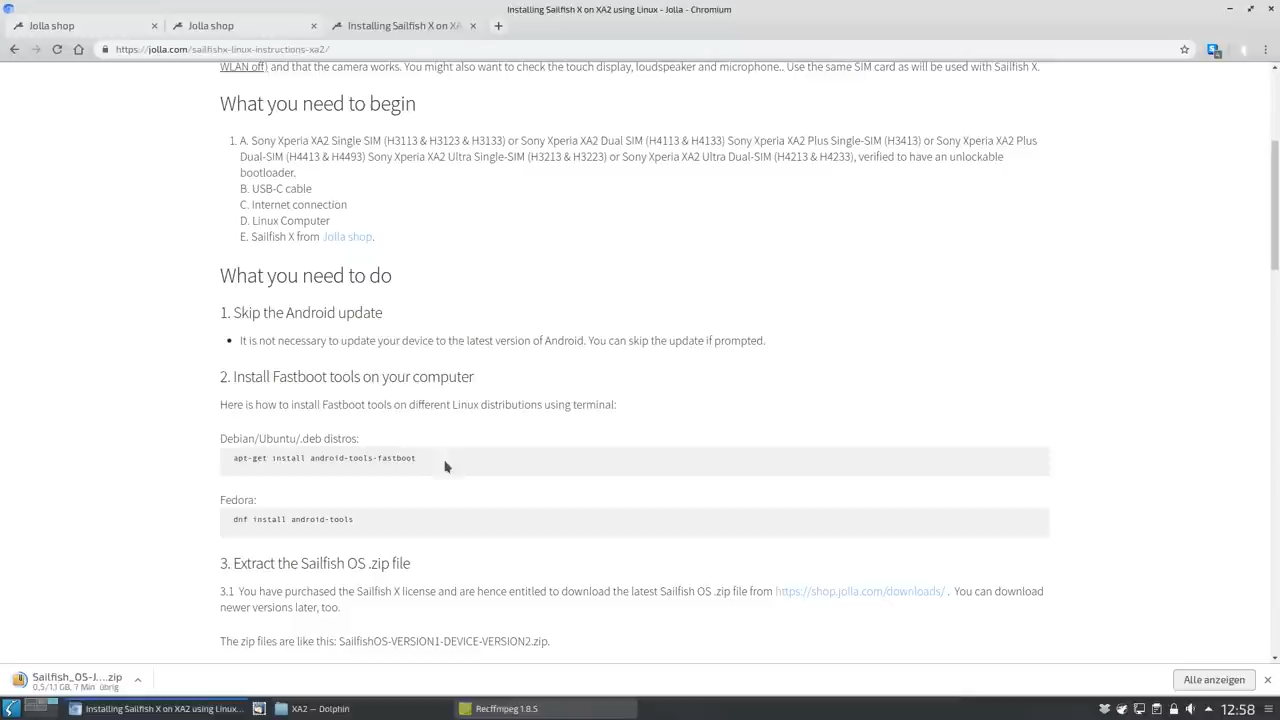 Installing Sailfish X on XA2 using Linux - Jolla - Chromium
Jolla shop
Jolla shop
Installing Sailfish X on XA
https://jolla.com/sailfishx-linux-instructions-xa2/
WLAN off) and that the camera works. You might also want to check the touch display, loudspeaker and microphone.. Use the same SIM card as will be used with Sailfish X.
What you need to begin
1. A. Sony Xperia XA2 Single SIM (H3113 & H3123 & H3133) or Sony Xperia XA2 Dual SIM (H4113 & H4133) Sony Xperia XA2 Plus Single-SIM (H3413) or Sony Xperia XA2 Plus
Dual-SIM (H4413 & H4493) Sony Xperia XA2 Ultra Single-SIM (H3213 & H3223) or Sony Xperia XA2 Ultra Dual-SIM (H4213 & H4233), verified to have an unlockable
bootloader.
B. USB-C cable
C. Internet connection
D. Linux Computer
E. Sailfish X from Jolla shop.
What you need to do
1. Skip the Android update
• It is not necessary to update your device to the latest version of Android. You can skip the update if prompted.
2. Install Fastboot tools on your computer
Here is how to install Fastboot tools on different Linux distributions using terminal:
Debian/Ubuntu/.deb distros:
apt-get install android-tools-fastboot
Fedora:
dnf install android-tools
3. Extract the Sailfish OS .zip file
3.1 You have purchased the Sailfish X license and are hence entitled to download the latest Sailfish OS .zip file from https://shop.jolla.com/downloads/ . You can download
newer versions later, too.
The zip files are like this: SailfishOS-VERSION1-DEVICE-VERSION2.zip.
Sailfish_OS-J....zip
0,5/1,1 GB, 7 Min. übrig
Alle anzeigen
Installing Sailfish X on XA2 using Linux...
XA2 — Dolphin
Recffmpeg 1.8.5
12:58